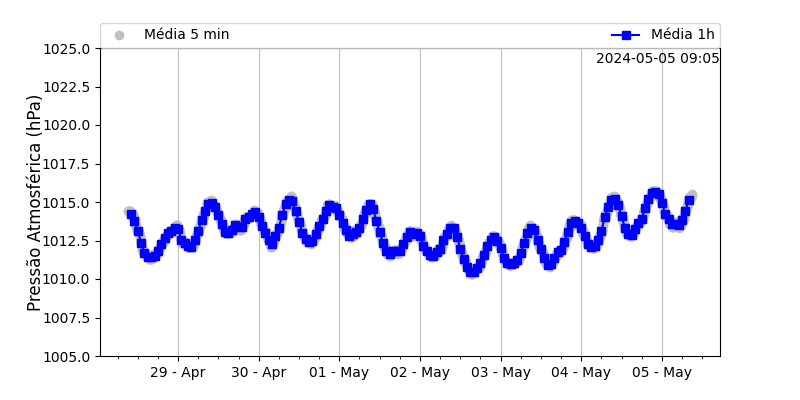 Média 5 min
Média 1h
2024-05-05 09:05
Pressão Atmosférica (hPa)
1025.0
1022.5
1020.0
1017.5
1015.0
1012.5
1010.0
1007.5
1005.0
29 - Apr
30 - Apr
01 - May
02 - May
03 - May
04 - May
05 - May